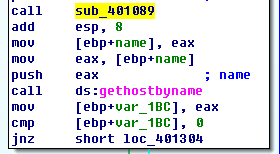 call sub_401089
add esp, 8
mov [ebp+name], eax
mov eax, [ebp+name]
push eax ; name
call ds:gethostbyname
mov [ebp+var_1BC], eax
cmp [ebp+var_1BC], 0
jnz short loc_401304